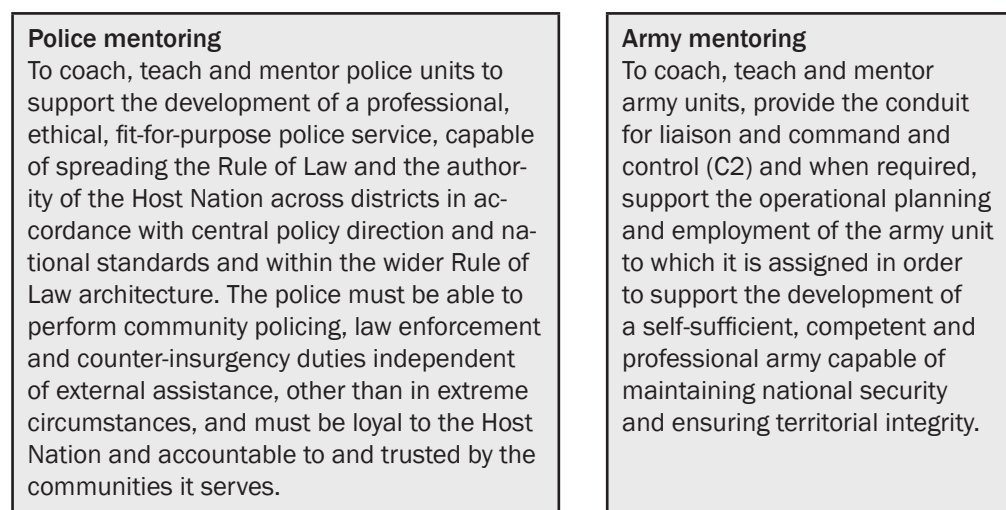 Police mentoring
To coach, teach and mentor police units to
support the development of a professional,
ethical, fit-for-purpose police service, capable
of spreading the Rule of Law and the author-
ity of the Host Nation across districts in ac-
cordance with central policy direction and na-
tional standards and within the wider Rule of
Law architecture. The police must be able to
perform community policing, law enforcement
and counter-insurgency duties independent
of external assistance, other than in extreme
circumstances, and must be loyal to the Host
Nation and accountable to and trusted by the
communities it serves.
Army mentoring
To coach, teach and mentor
army units, provide the conduit
for liaison and command and
control (C2) and when required,
support the operational planning
and employment of the army unit
to which it is assigned in order
to support the development of
a self-sufficient, competent and
professional army capable of
maintaining national security
and ensuring territorial integrity.